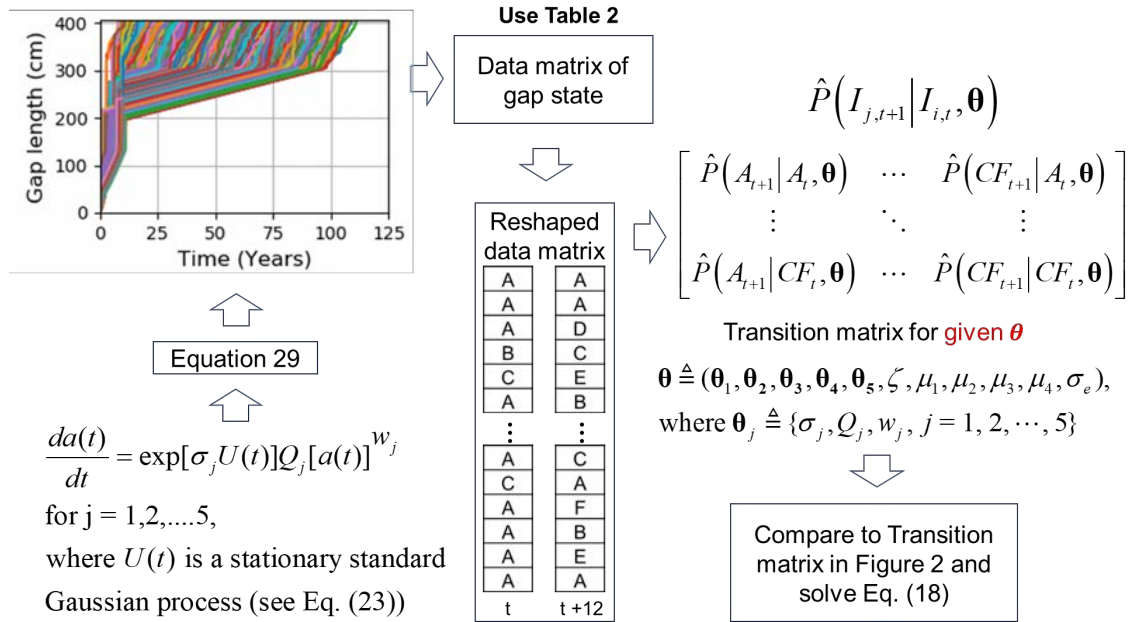 Gap length (cm)
400
300
200
100
0
0 25 50 75 100 125
Time (Years)
Use Table 2
Data matrix of
gap state
Reshaped
data matrix
A A
A A
A D
B C
C E
A B
⋮ ⋮
A C
C A
A F
A B
A E
A A
t t +12
P̂(I_{j,t+1}|I_{i,t},θ)
[P̂(A_{t+1}|A_t,θ) ⋯ P̂(CF_{t+1}|A_t,θ)
⋮ ⋱ ⋮
P̂(A_{t+1}|CF_t,θ) ⋯ P̂(CF_{t+1}|CF_t,θ)]
Transition matrix for given θ
θ ≜ (θ₁,θ₂,θ₃,θ₄,θ₅,ζ,μ₁,μ₂,μ₃,μ₄,σ_e),
where θ_j ≜ {σ_j,Q_j,w_j, j = 1, 2, ⋯, 5}
Compare to Transition
matrix in Figure 2 and
solve Eq. (18)
Equation 29
da(t)/dt = exp[σ_jU(t)]Q_j[a(t)]^{w_j}
for j = 1,2,....5,
where U(t) is a stationary standard
Gaussian process (see Eq. (23))